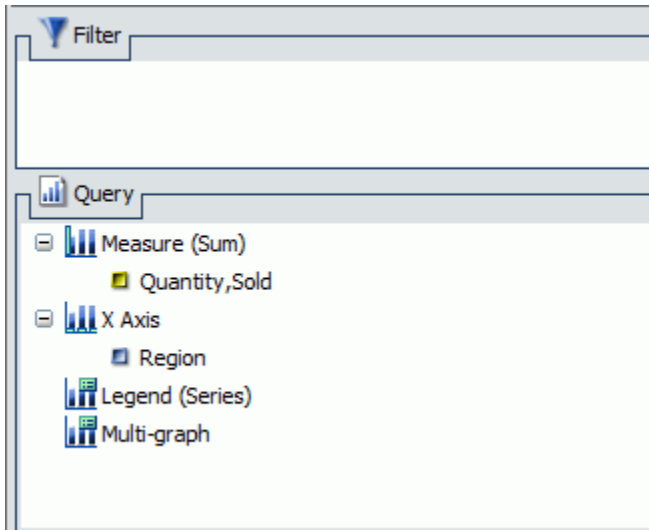 Filter
Query
Measure (Sum)
Quantity,Sold
X Axis
Region
Legend (Series)
Multi-graph